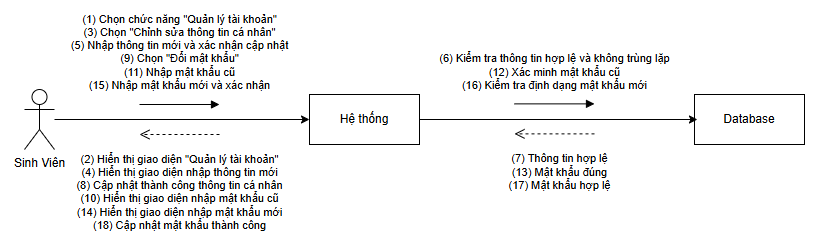 (1) Chọn chức năng "Quản lý tài khoản"
(3) Chọn "Chỉnh sửa thông tin cá nhân"
(5) Nhập thông tin mới và xác nhận cập nhật
(9) Chọn "Đổi mật khẩu"
(11) Nhập mật khẩu cũ
(15) Nhập mật khẩu mới và xác nhận
(6) Kiểm tra thông tin hợp lệ và không trùng lặp
(12) Xác minh mật khẩu cũ
(16) Kiểm tra định dạng mật khẩu mới
Sinh Viên
Hệ thống
Database
(2) Hiển thị giao diện "Quản lý tài khoản"
(4) Hiển thị giao diện nhập thông tin mới
(8) Cập nhật thành công thông tin cá nhân
(10) Hiển thị giao diện nhập mật khẩu cũ
(14) Hiển thị giao diện nhập mật khẩu mới
(18) Cập nhật mật khẩu thành công
(7) Thông tin hợp lệ
(13) Mật khẩu đúng
(17) Mật khẩu hợp lệ